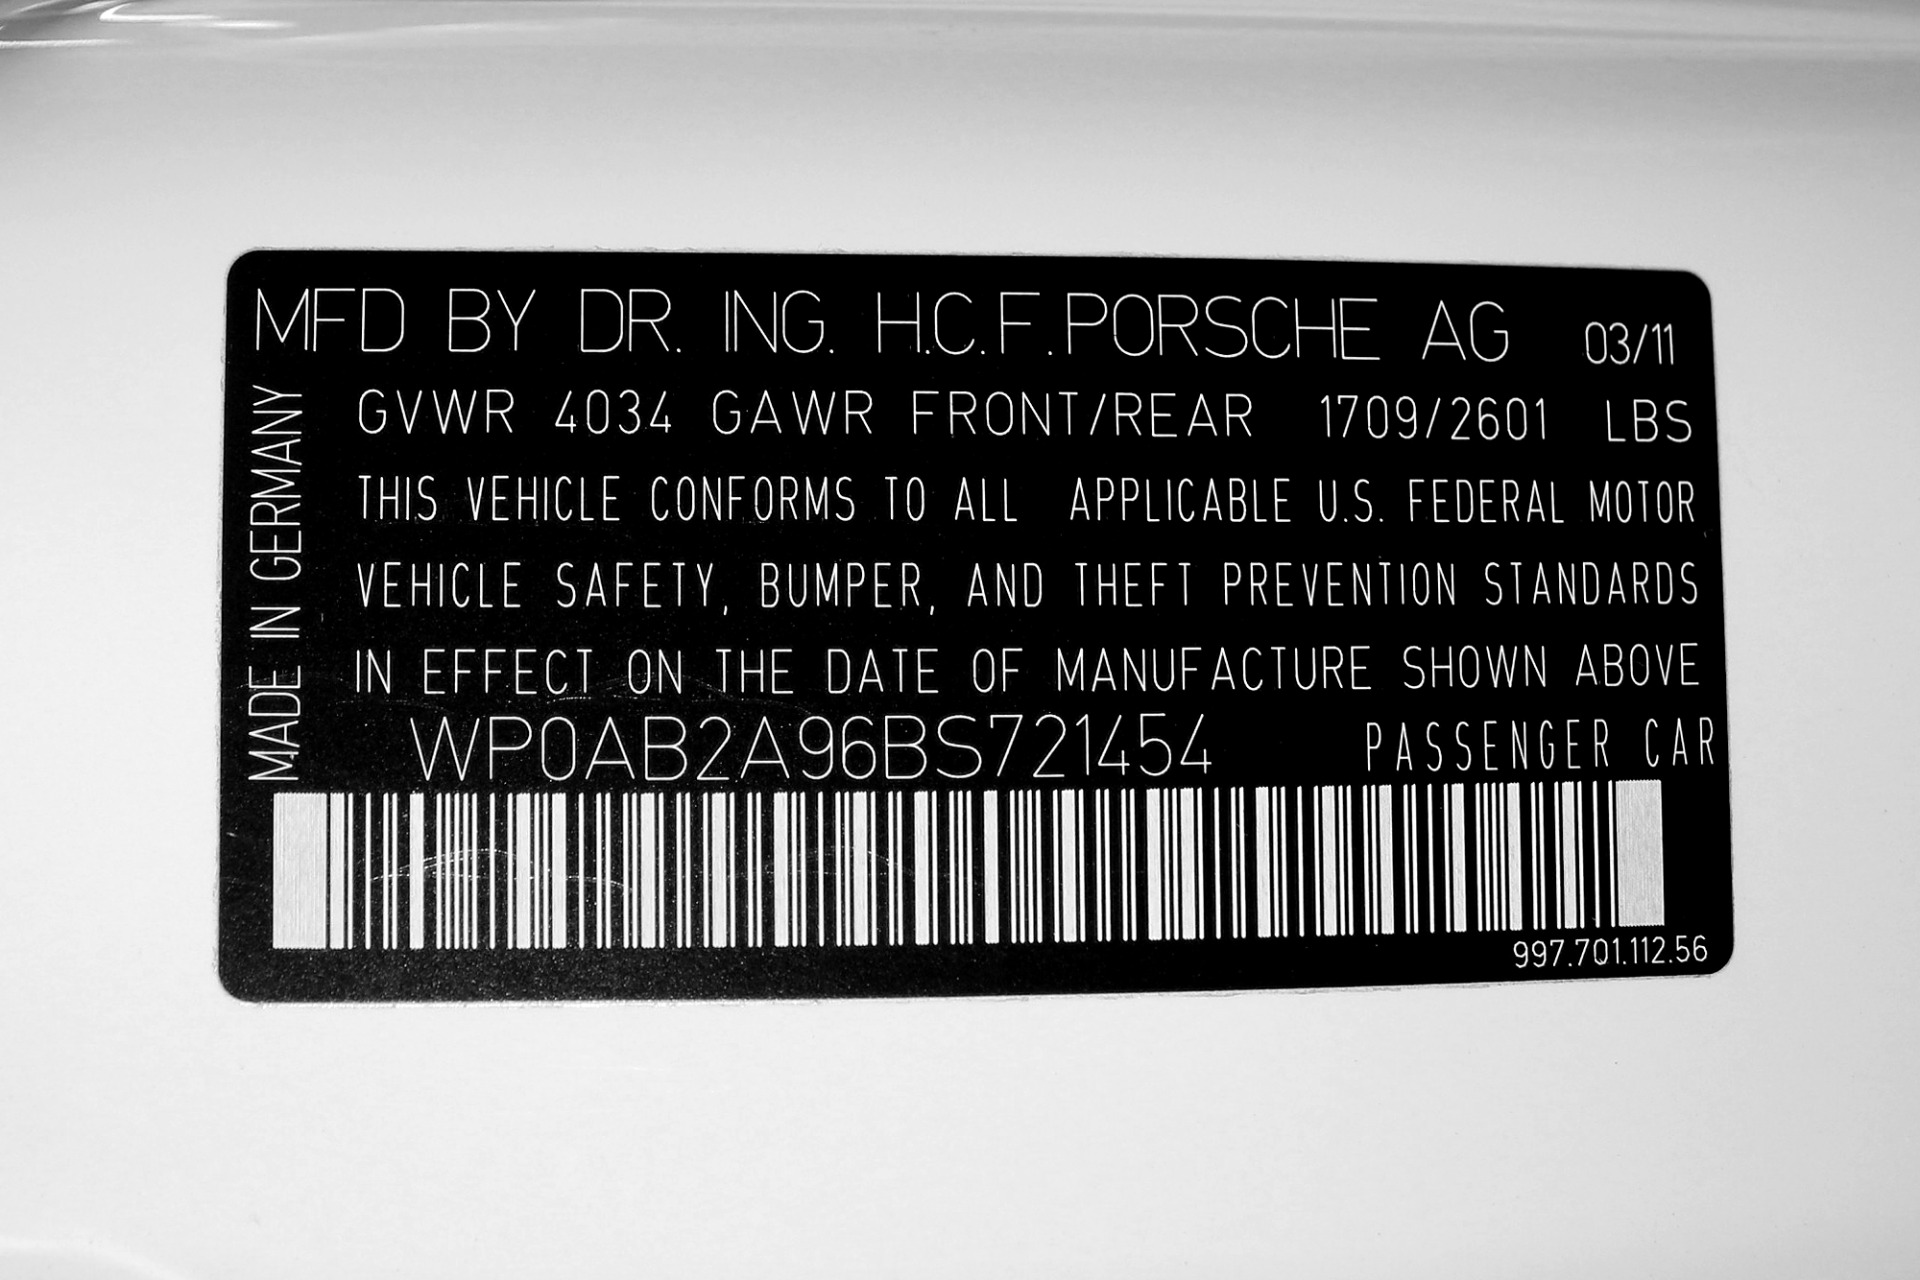 MFD BY DR. ING. H.C.F.PORSCHE AG 03/11
GVWR 4034 GAWR FRONT/REAR 1709/2601 LBS
THIS VEHICLE CONFORMS TO ALL APPLICABLE U.S. FEDERAL MOTOR
VEHICLE SAFETY, BUMPER, AND THEFT PREVENTION STANDARDS
IN EFFECT ON THE DATE OF MANUFACTURE SHOWN ABOVE
WP0AB2A96BS721454 PASSENGER CAR
997.701.112.56
MADE IN GERMANY